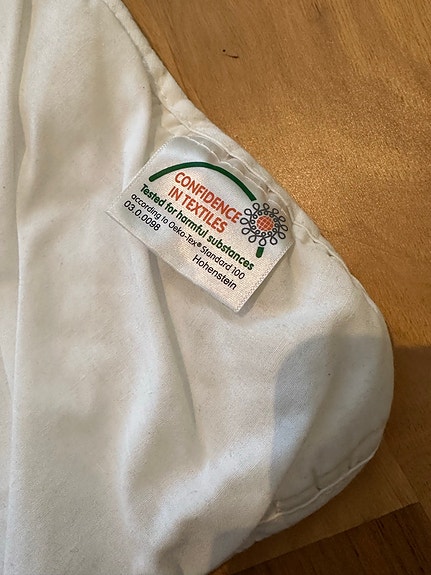 CONFIDENCE
IN TEXTILES
Tested for harmful substances
according to Oeko-Tex® Standard 100
03.0.0098
Hohenstein